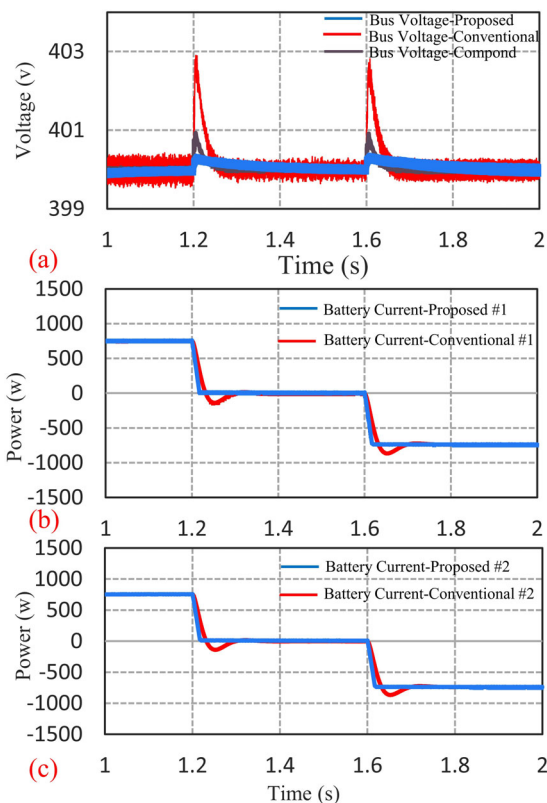 Bus Voltage-Proposed
Bus Voltage-Conventional
Bus Voltage-Compond
Voltage (v)
403
401
399
1 1.2 1.4 1.6 1.8 2
(a)
Time (s)
Battery Current-Proposed #1
Battery Current-Conventional #1
Power (w)
1500
1000
500
0
-500
-1000
-1500
1 1.2 1.4 1.6 1.8 2
(b)
Battery Current-Proposed #2
Battery Current-Conventional #2
Power (w)
1500
1000
500
0
-500
-1000
-1500
1 1.2 1.4 1.6 1.8 2
(c)
Time (s)